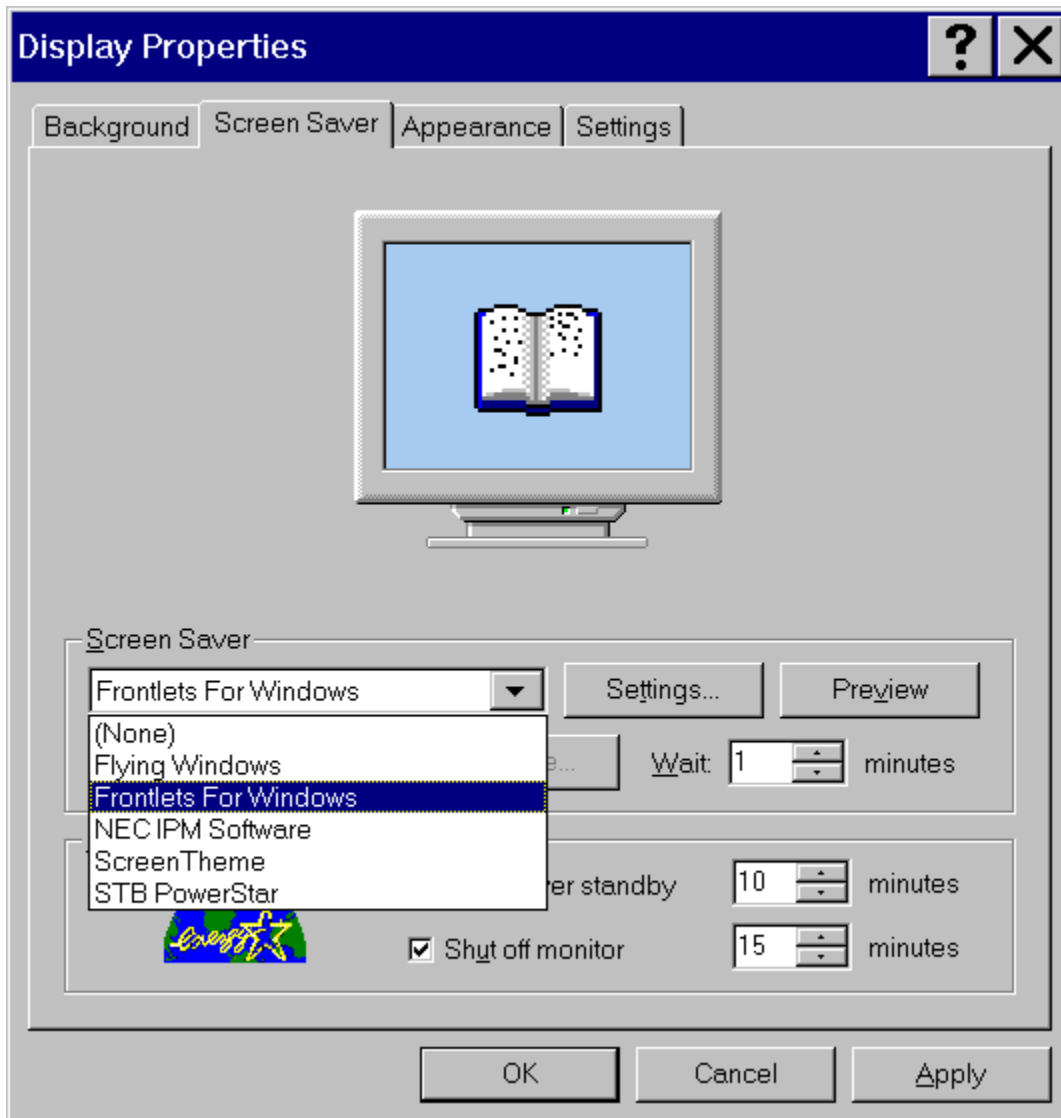 Display Properties
Background Screen Saver Appearance Settings
Screen Saver
Frontlets For Windows Settings... Preview
(None)
Flying Windows
Wait: 1 minutes
Frontlets For Windows
NEC IPM Software
ScreenTheme
STB PowerStar
standby 10 minutes
energy
Shut off monitor 15 minutes
OK Cancel Apply